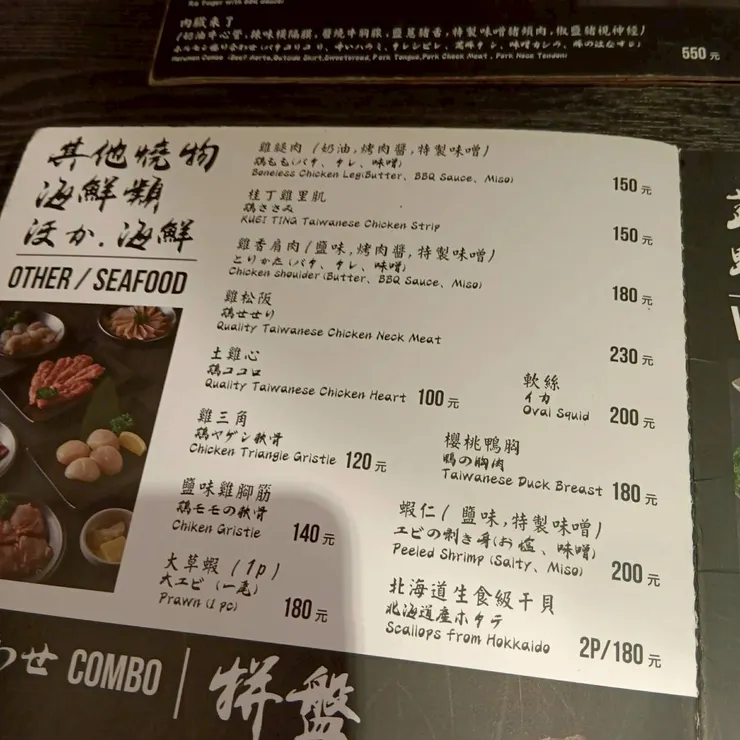 Rib Finger with BBQ Sauce)
肉厭來了
550元
其他燒物
海鮮類
ほか.海鮮
OTHER / SEAFOOD
雞腿肉 (奶油,烤肉醬,特製味噌)
鶏もも(バタ、タレ、味噌)
Boneless Chicken Leg(Butter、BBQ Sauce、Miso)
150元
桂丁雞里肌
鶏ささみ
KUEI TING Taiwanese Chicken Strip
150元
雞香肩肉(鹽味,烤肉醬,特製味噌)
とりかた(バタ、タレ、味噌)
Chicken shoulder(Butter、BBQ Sauce、Miso)
180元
雞松阪
鶏せせり
Quality Taiwanese Chicken Neck Meat
230元
土雞心
鶏ココロ
Quality Taiwanese Chicken Heart 100元
軟絲
イカ
Oval Squid 200元
雞三角
鶏ヤゲン軟骨
Chicken Triangle Gristle 120元
櫻桃鴨胸
鴨の胸肉
Taiwanese Duck Breast 180元
鹽味雞腳筋
鶏モモの軟骨
Chiken Gristle 140元
蝦仁( 鹽味,特製味噌)
エビの剥き身(お塩、味噌)
Peeled Shrimp (Salty、Miso) 200元
大草蝦(1p)
大エビ (一尾)
Prawn(1 pc) 180元
北海道生食級干貝
北海道産ホタテ
Scallops from Hokkaido 2P/180元
わせ COMBO
拼盤